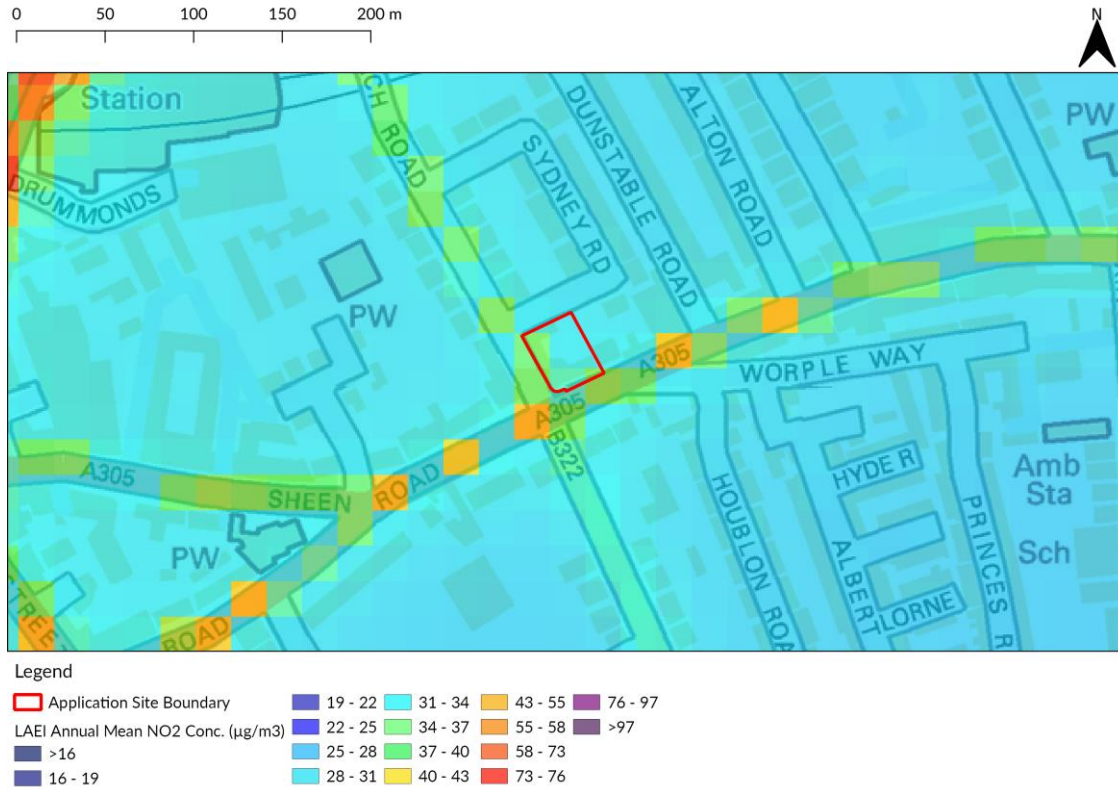 0 50 100 150 200 m
N
Station
DRUMMONDS
CH ROAD
SYDNEY RD
DUNSTABLE ROAD
ALTON ROAD
PW
PW
A305
A305
WORPLE WAY
B322
A305
SHEEN ROAD
PW
ROAD
STREE
HOUBLON ROA
HYDE R
ALBERT
LORNE
PRINCES R
Amb
Sta
Sch
Legend
Application Site Boundary
LAEI Annual Mean NO2 Conc. (µg/m3)
>16
16 - 19
19 - 22
22 - 25
25 - 28
28 - 31
31 - 34
34 - 37
37 - 40
40 - 43
43 - 55
55 - 58
58 - 73
73 - 76
76 - 97
>97